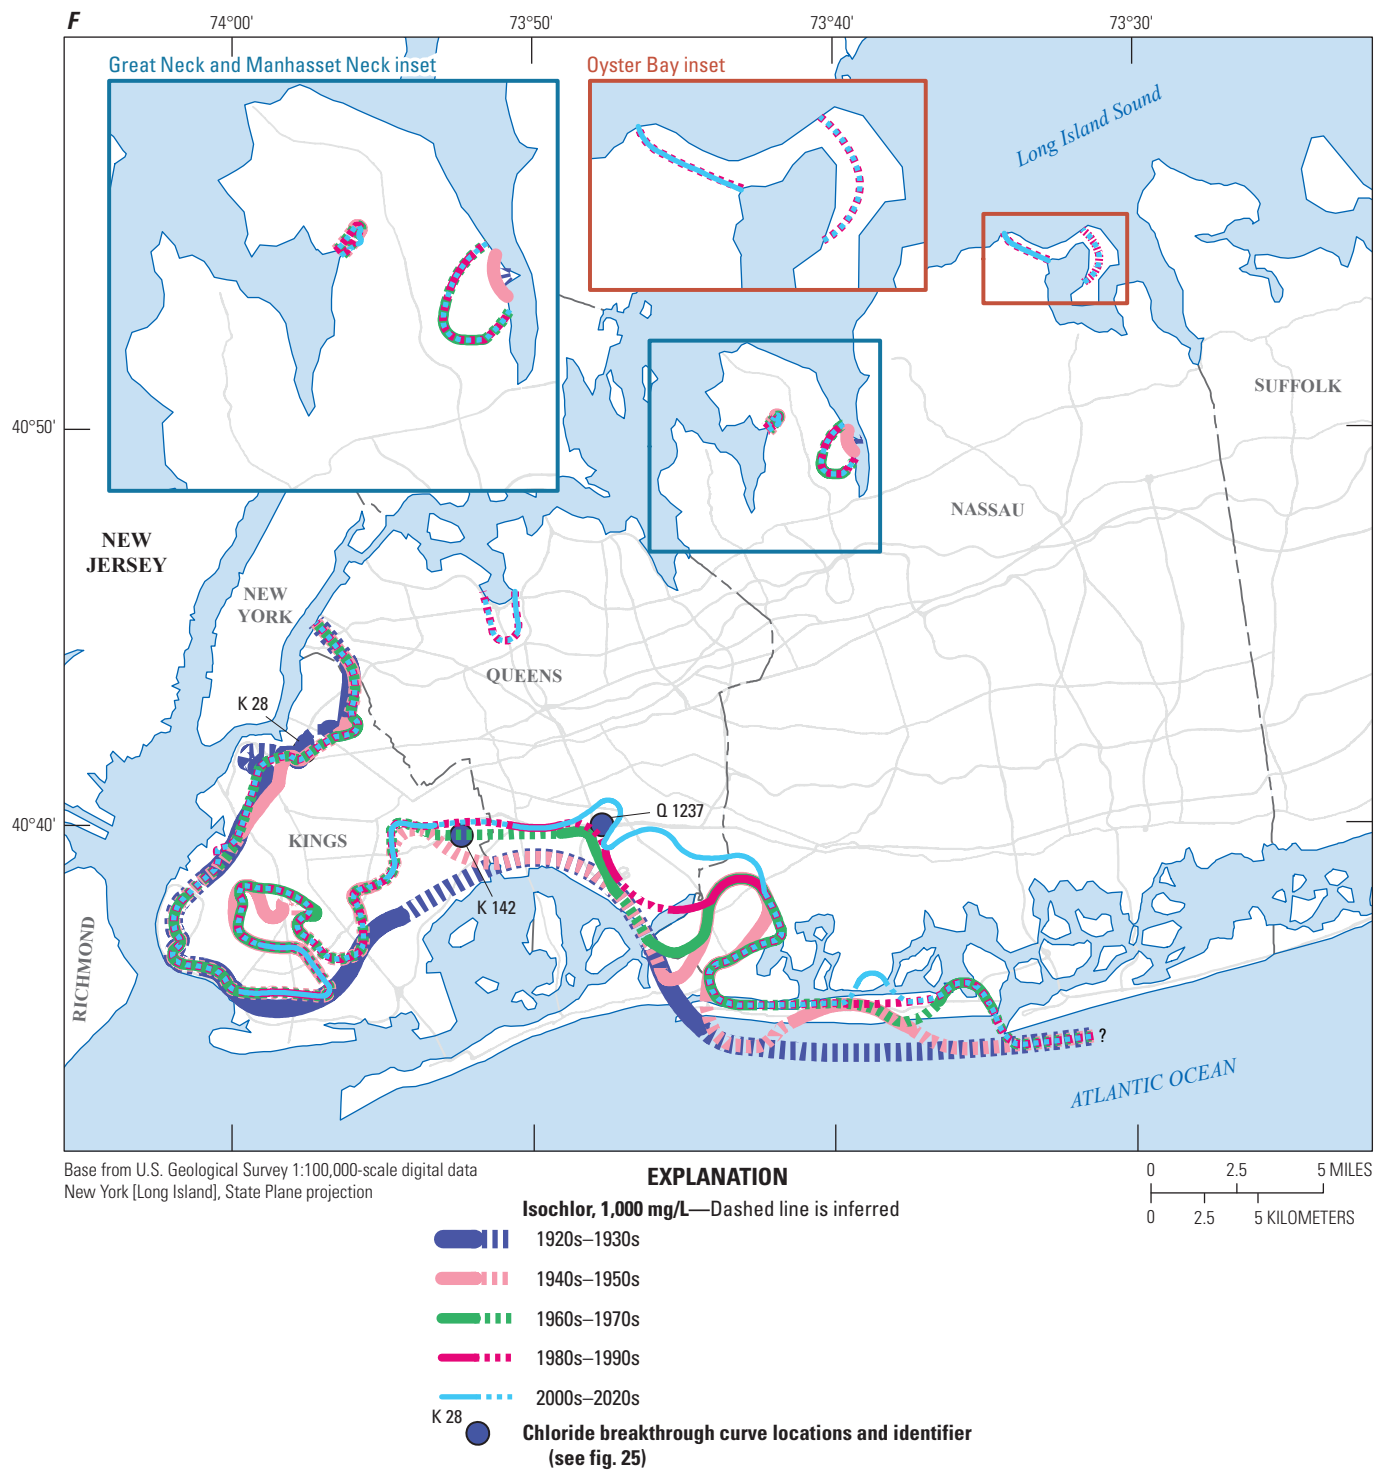 F
74°00'
73°50'
73°40'
73°30'
Great Neck and Manhasset Neck inset
Oyster Bay inset
Long Island Sound
SUFFOLK
40°50'
NASSAU
NEW
JERSEY
NEW
YORK
QUEENS
K 28
Q 1237
40°40'
KINGS
K 142
RICHMOND
?
ATLANTIC OCEAN
Base from U.S. Geological Survey 1:100,000-scale digital data
New York [Long Island], State Plane projection
0 2.5 5 MILES
0 2.5 5 KILOMETERS
EXPLANATION
Isochlor, 1,000 mg/L—Dashed line is inferred
1920s–1930s
1940s–1950s
1960s–1970s
1980s–1990s
2000s–2020s
K 28
Chloride breakthrough curve locations and identifier
(see fig. 25)